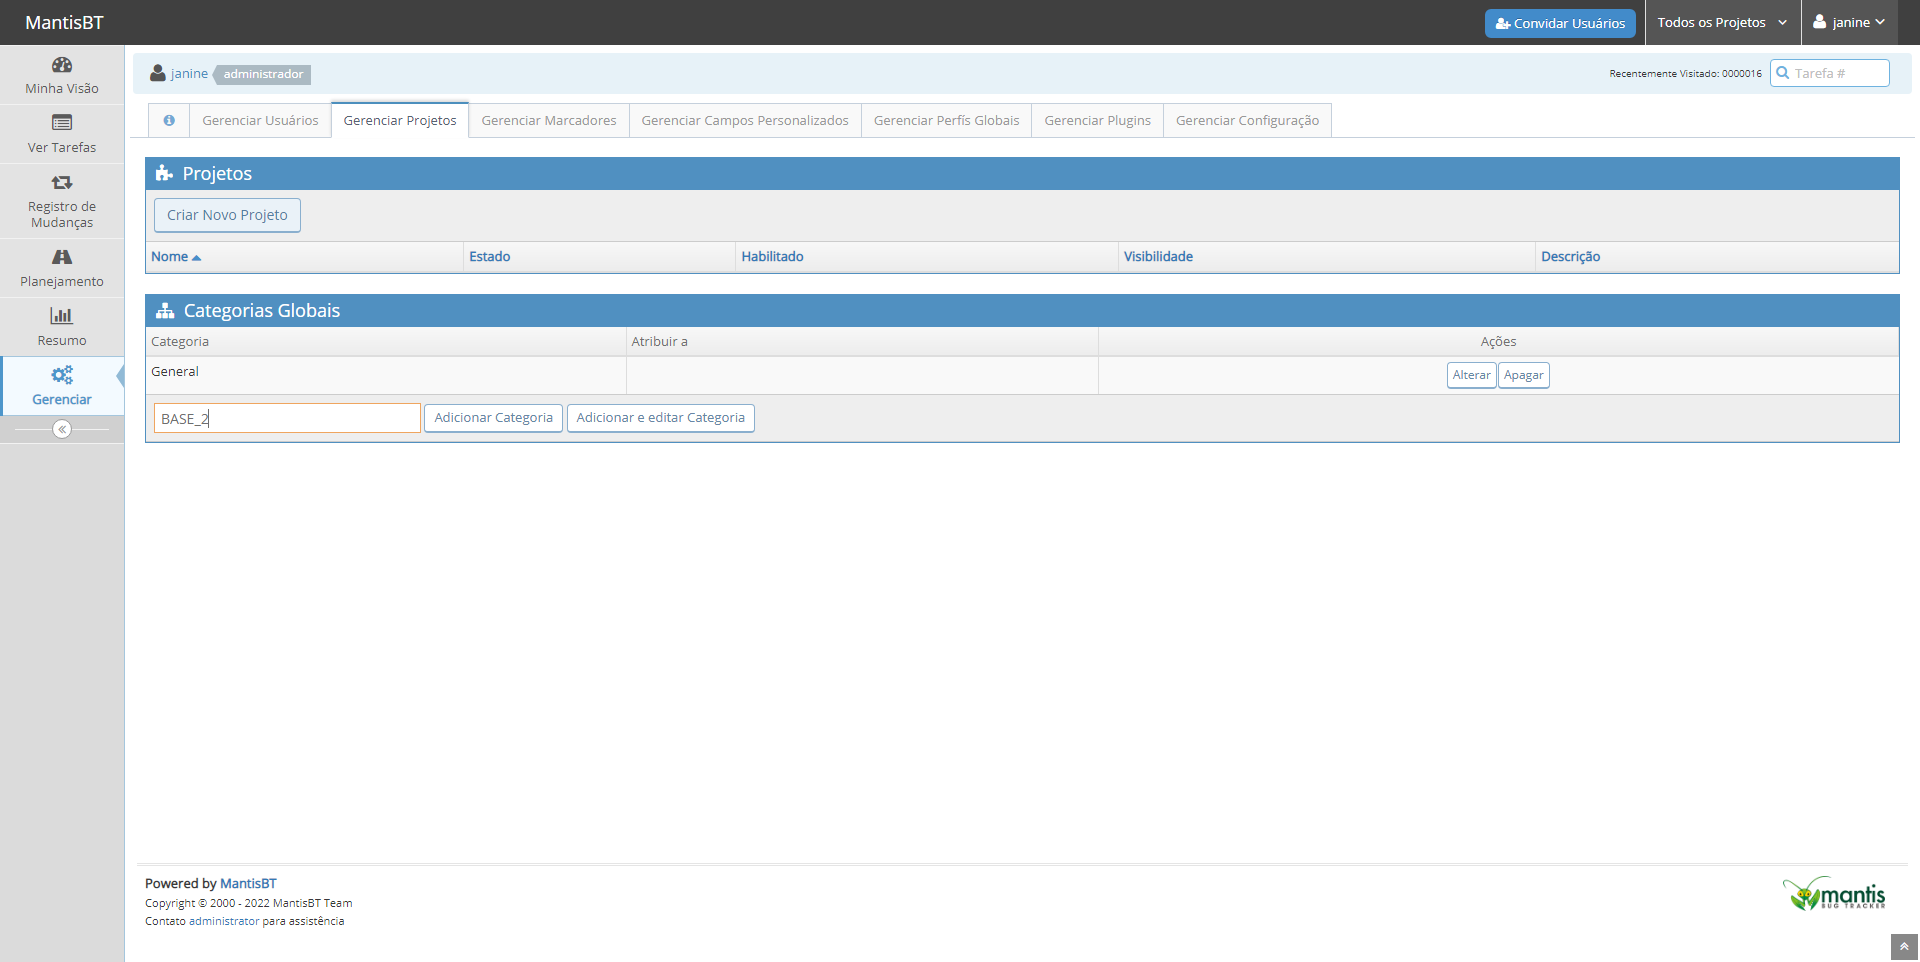 MantisBT
Convidar Usuários
Todos os Projetos
janine
Minha Visão
Ver Tarefas
Registro de
Mudanças
Planejamento
Resumo
Gerenciar
janine administrador
Recentemente Visitado: 0000016
Tarefa #
Gerenciar Usuários
Gerenciar Projetos
Gerenciar Marcadores
Gerenciar Campos Personalizados
Gerenciar Perfís Globais
Gerenciar Plugins
Gerenciar Configuração
Projetos
Criar Novo Projeto
Nome Estado Habilitado Visibilidade Descrição
Categorias Globais
Categoria Atribuir a Ações
General Alterar Apagar
BASE_2 Adicionar Categoria Adicionar e editar Categoria
Powered by MantisBT
Copyright © 2000 - 2022 MantisBT Team
Contato administrator para assistência
mantis
BUG TRACKER